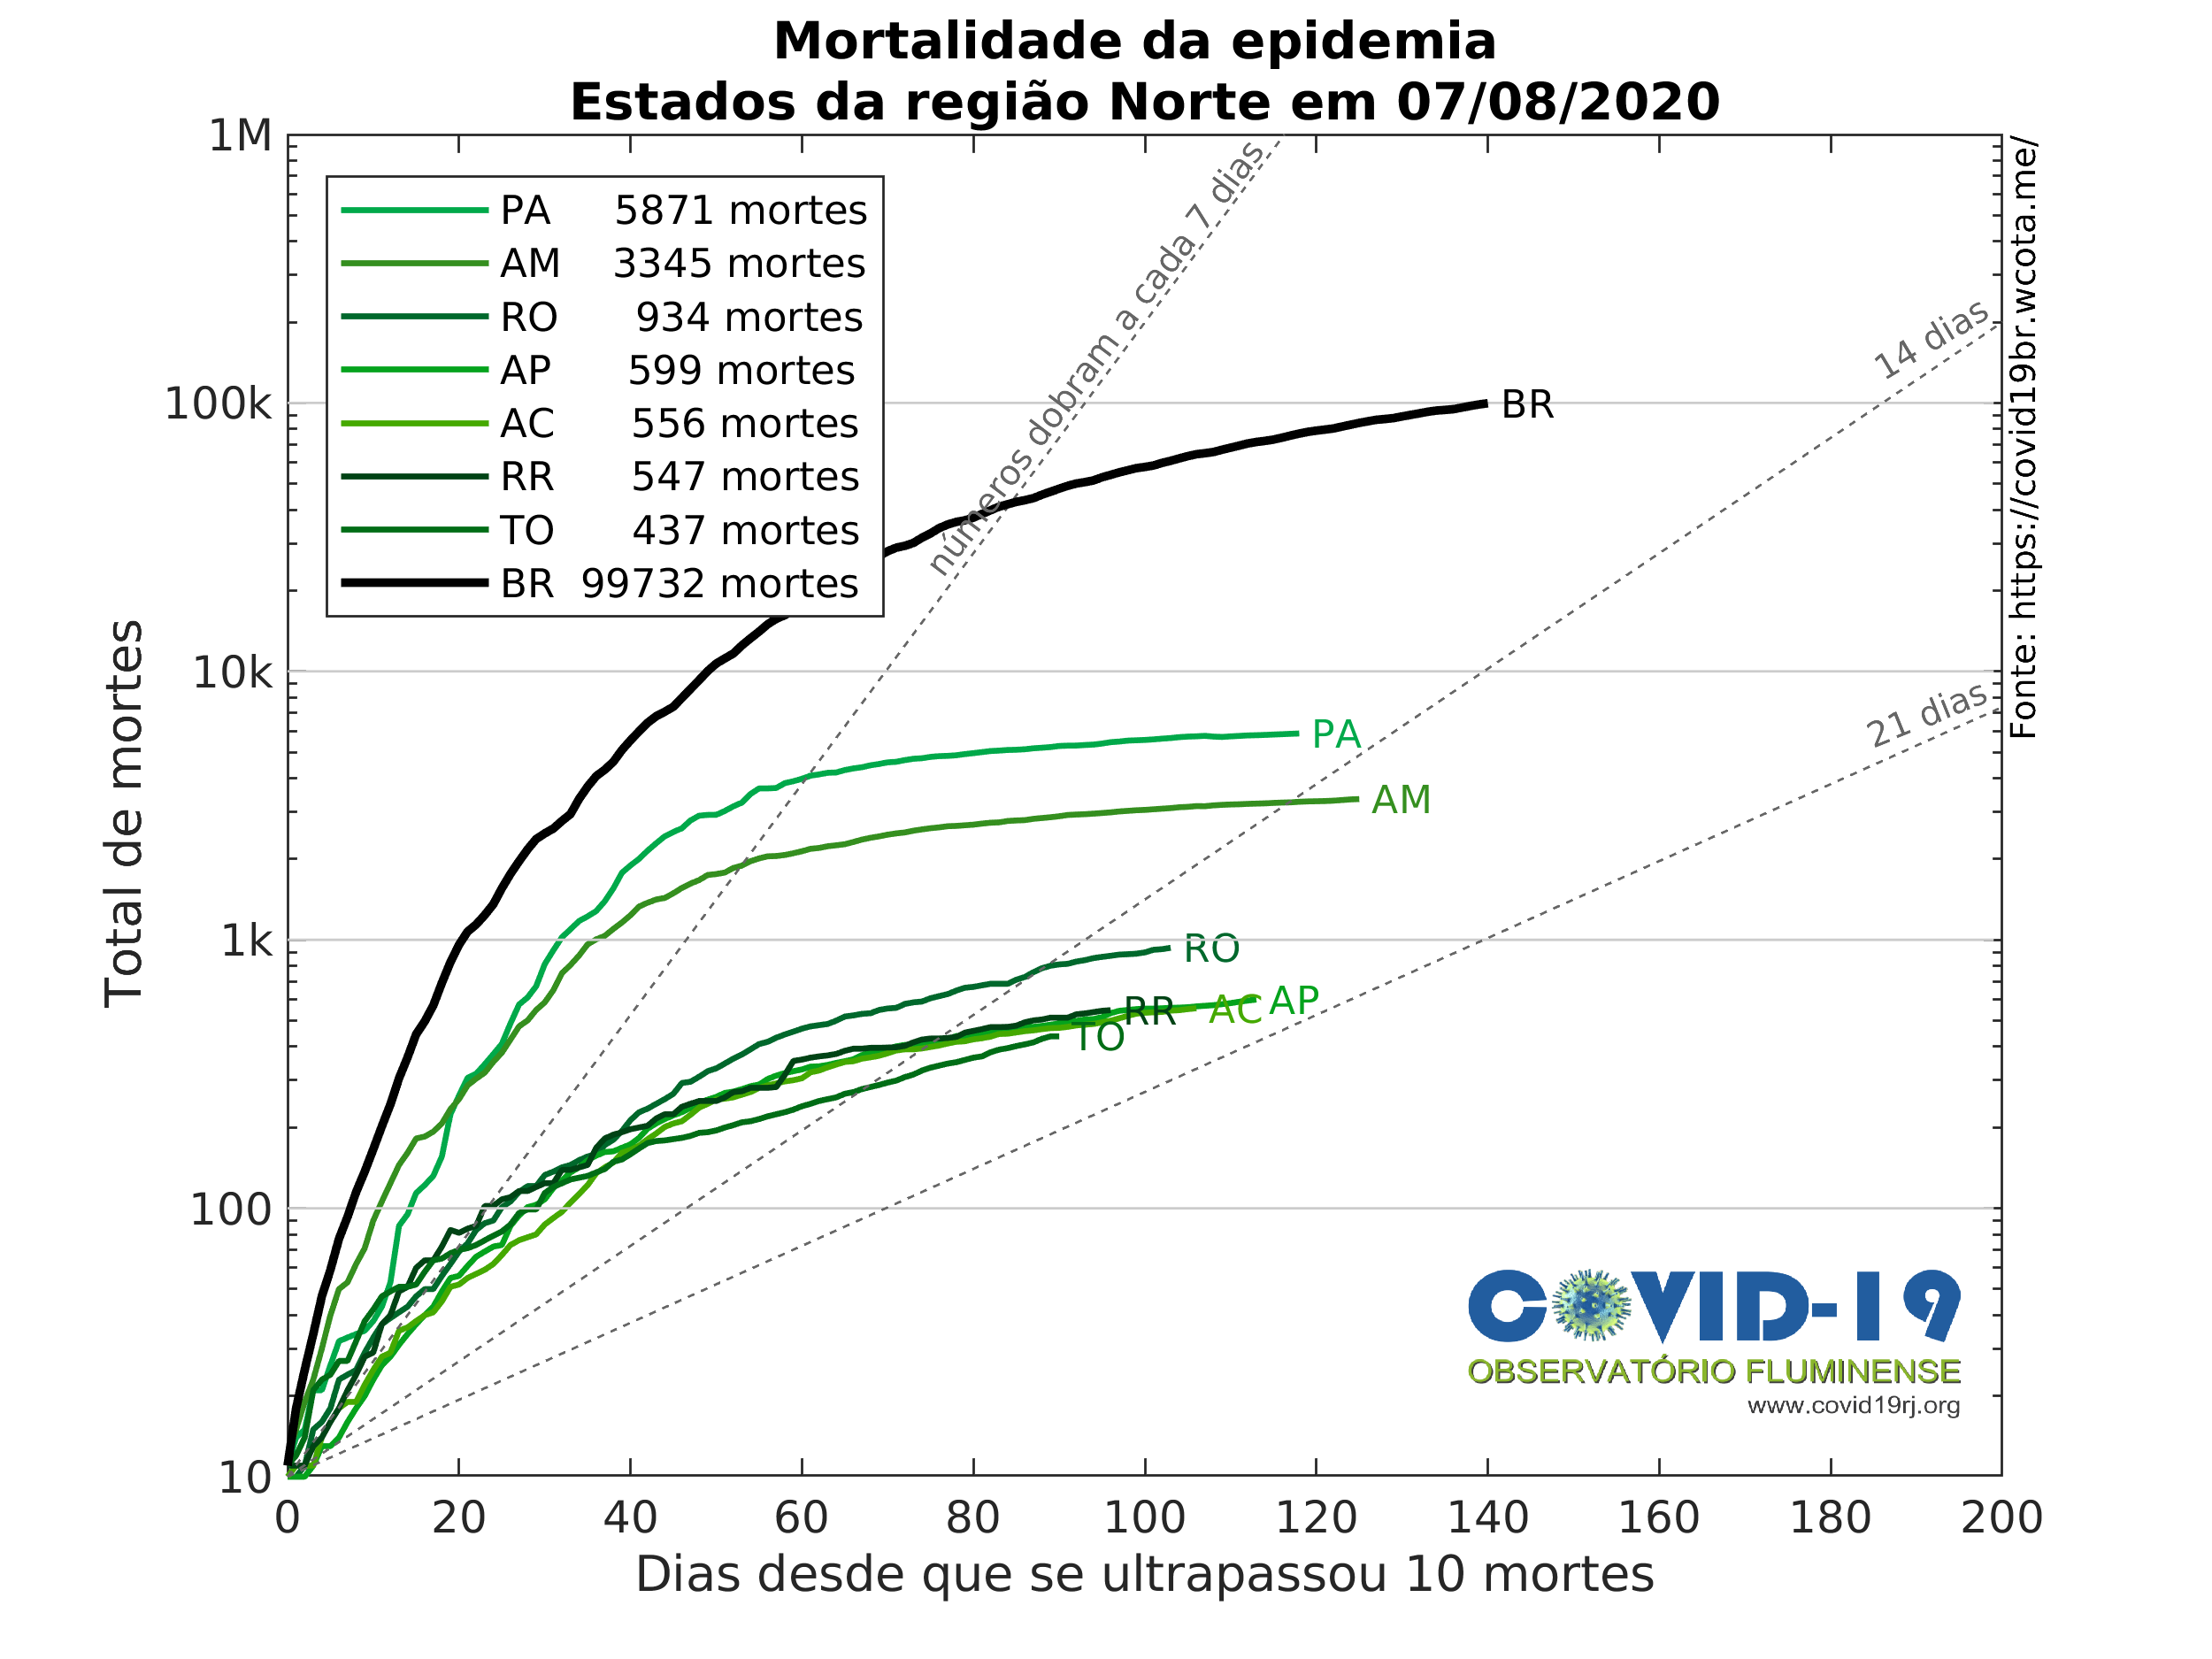 Mortalidade da epidemia
Estados da região Norte em 07/08/2020
1M
100k
10k
1k
100
10
Total de mortes
PA 5871 mortes
AM 3345 mortes
RO 934 mortes
AP 599 mortes
AC 556 mortes
RR 547 mortes
TO 437 mortes
BR 99732 mortes
números dobram a cada 7 dias
14 dias
21 dias
BR
PA
AM
RO
RR
AC
AP
TO
Fonte: https://covid19br.wcota.me/
COVID-19
OBSERVATÓRIO FLUMINENSE
www.covid19rj.org
0 20 40 60 80 100 120 140 160 180 200
Dias desde que se ultrapassou 10 mortes